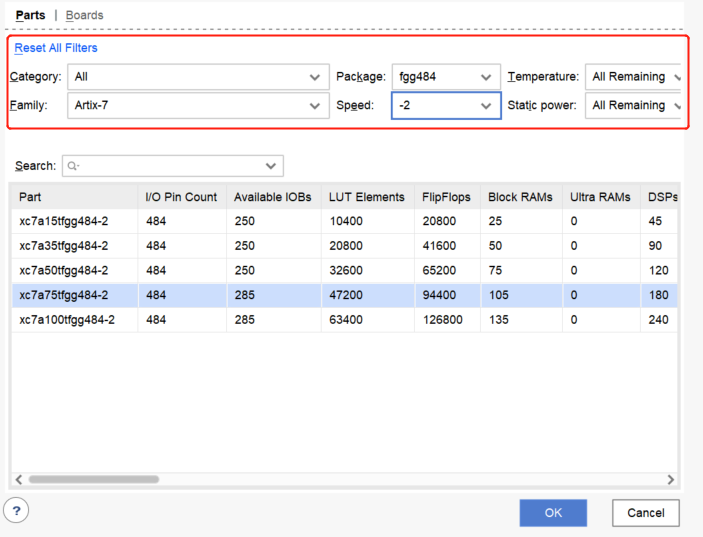 Parts | Boards
Reset All Filters
Category: All Package: fgg484 Temperature: All Remaining
Family: Artix-7 Speed: -2 Static power: All Remaining
Search:
Part I/O Pin Count Available IOBs LUT Elements FlipFlops Block RAMs Ultra RAMs DSPs
xc7a15tfgg484-2 484 250 10400 20800 25 0 45
xc7a35tfgg484-2 484 250 20800 41600 50 0 90
xc7a50tfgg484-2 484 250 32600 65200 75 0 120
xc7a75tfgg484-2 484 285 47200 94400 105 0 180
xc7a100tfgg484-2 484 285 63400 126800 135 0 240
? OK Cancel